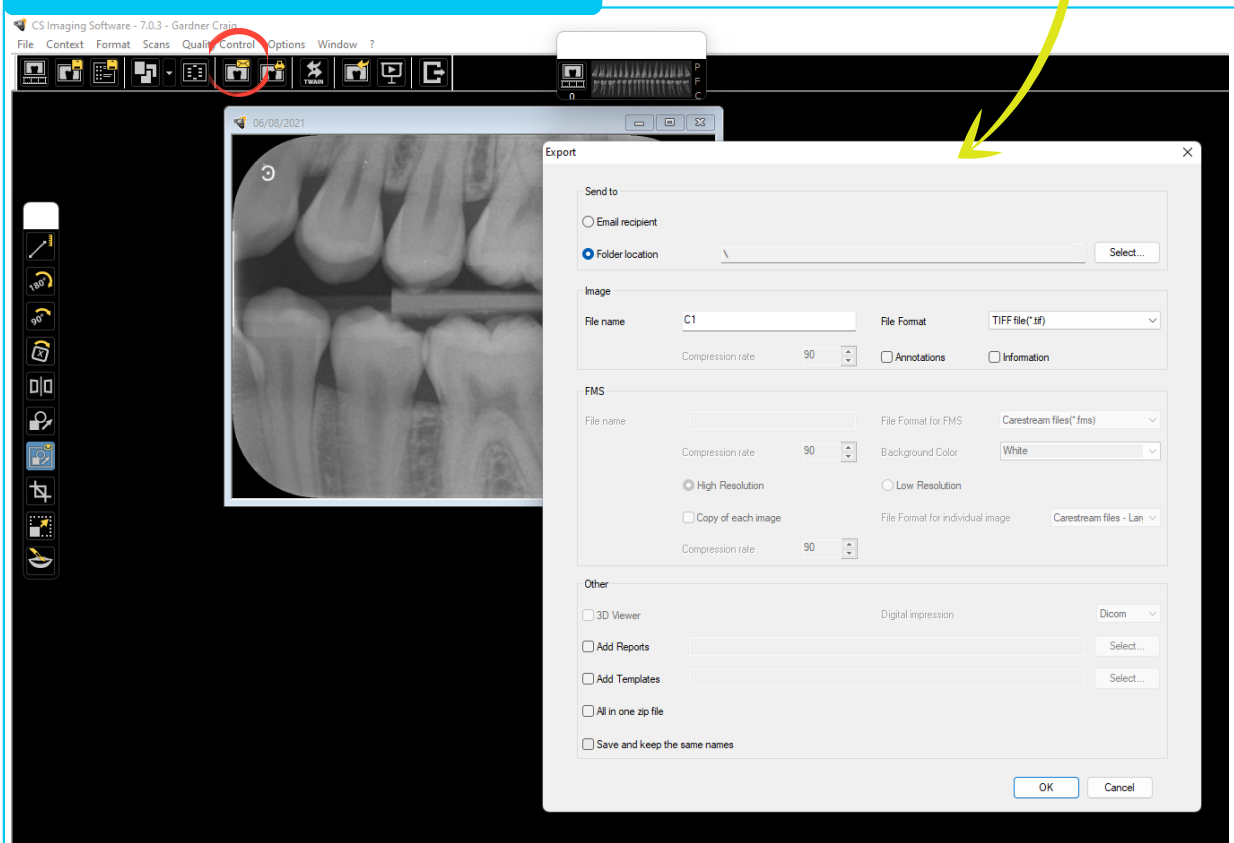 CS Imaging Software - 7.0.3 - Gardner Craig
File Context Format Scans Quality Control Options Window ?
TWAIN
P
F
C
0
06/08/2021
180°
90°
Export
Send to
Email recipient
Folder location \ Select...
Image
File name C1 File Format TIFF file(*.tif)
Compression rate 90 Annotations Information
FMS
File name File Format for FMS Carestream files(*.fms)
Compression rate 90 Background Color White
High Resolution Low Resolution
Copy of each image File Format for individual image Carestream files - Lar
Compression rate 90
Other
3D Viewer Digital impression Dicom
Add Reports Select...
Add Templates Select...
All in one zip file
Save and keep the same names
OK Cancel